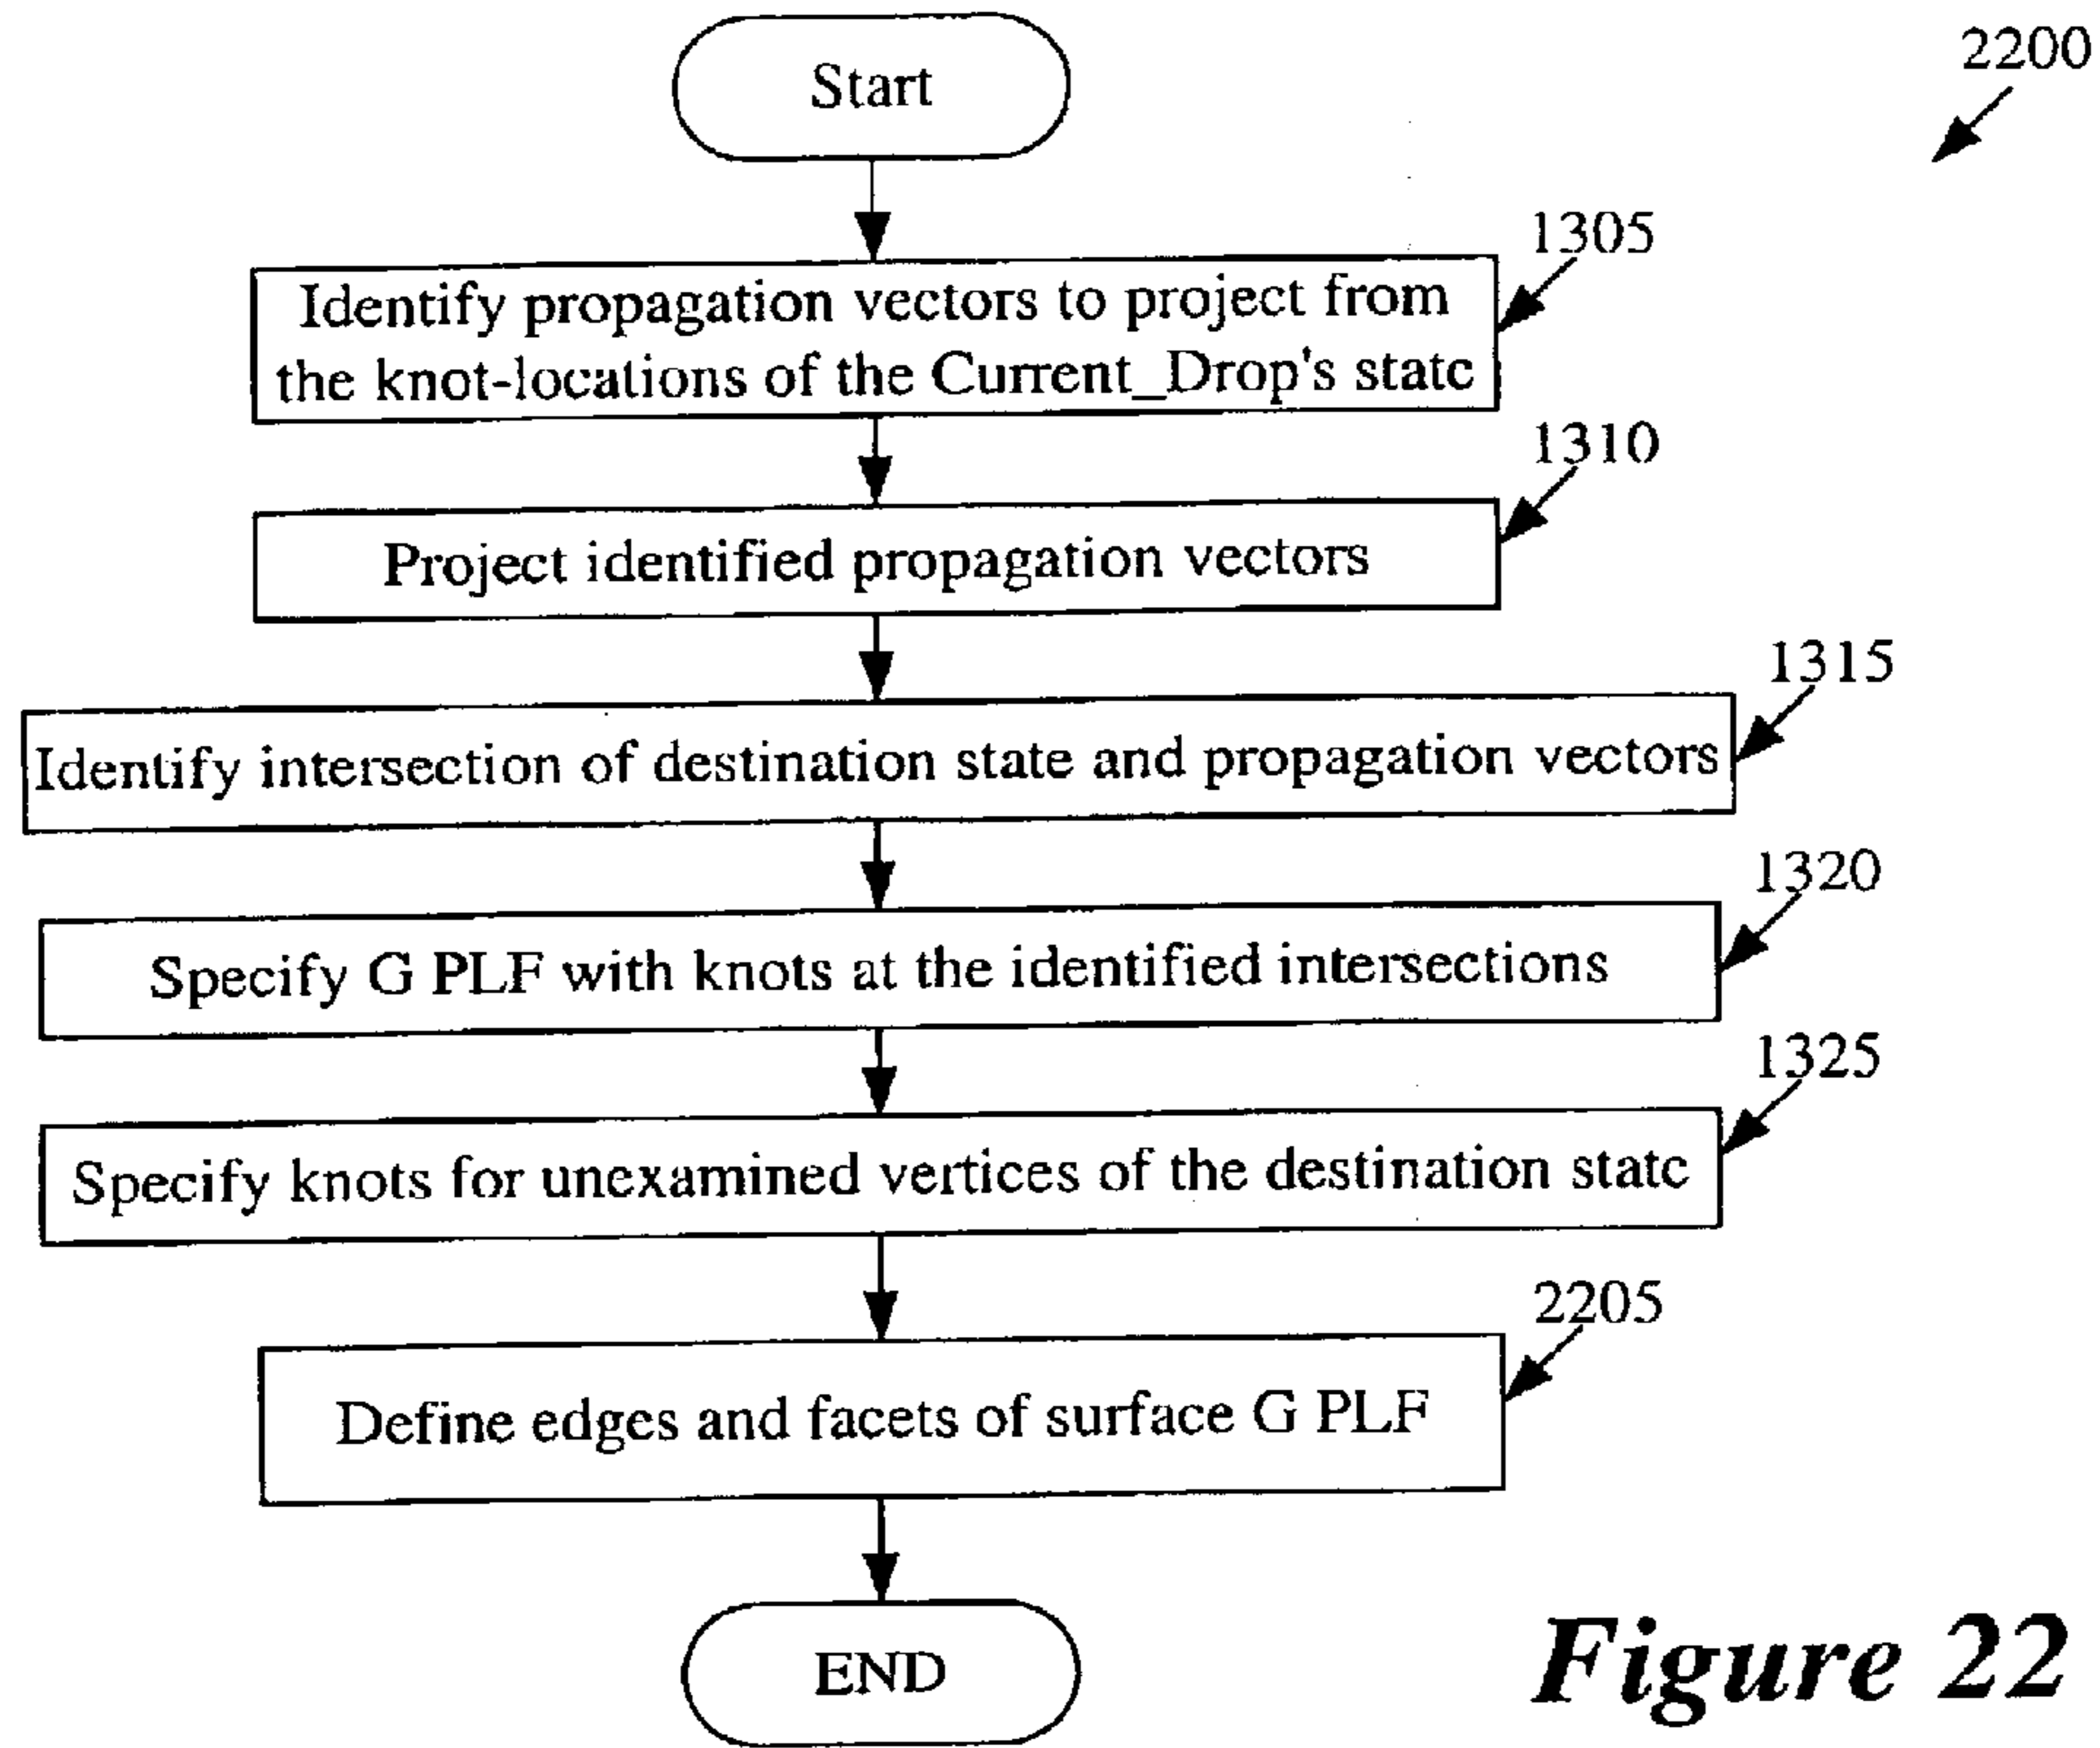 Start
2200
1305
Identify propagation vectors to project from
the knot-locations of the Current_Drop's state
1310
Project identified propagation vectors
1315
Identify intersection of destination state and propagation vectors
1320
Specify G PLF with knots at the identified intersections
1325
Specify knots for unexamined vertices of the destination state
2205
Define edges and facets of surface G PLF
END
Figure 22